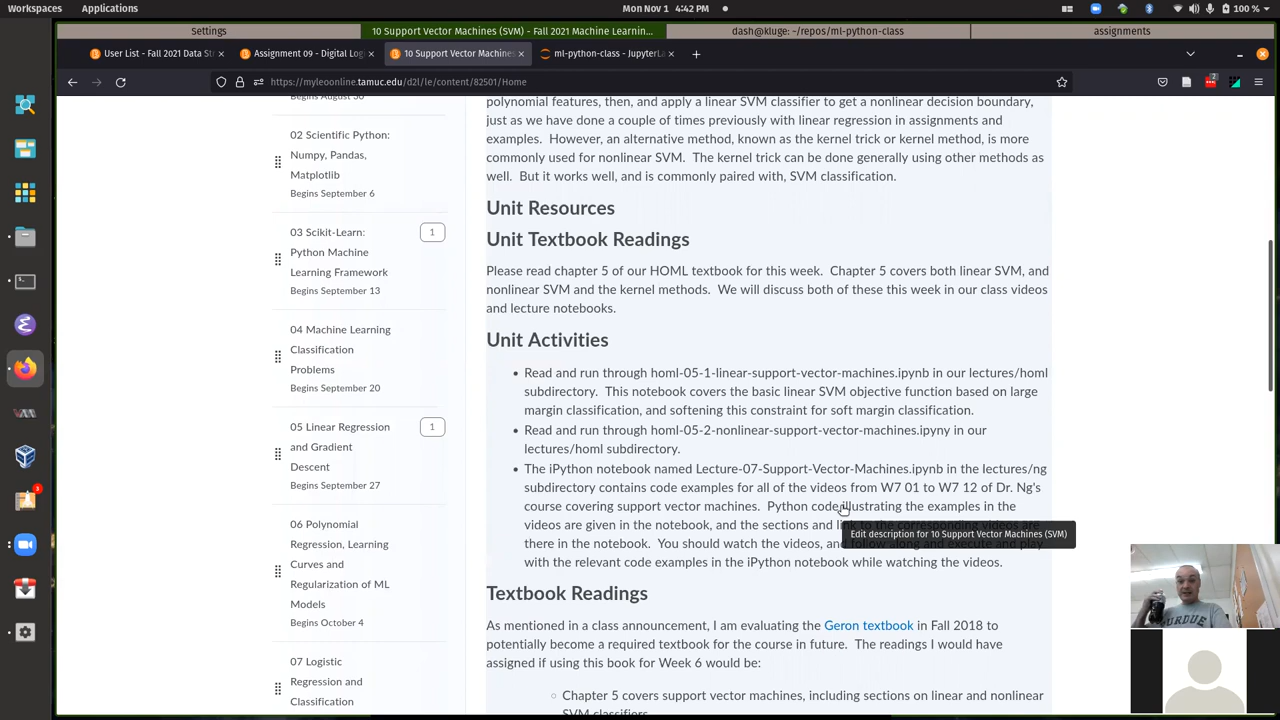 Workspaces Applications Mon Nov 1 4:42 PM 100 %
Settings 10 Support Vector Machines (SVM) - Fall 2021 Machine Learnin... dash@kluge: ~/repos/ml-python-class assignments
User List - Fall 2021 Data St Assignment 09 - Digital Log 10 Support Vector Machines ml-python-class - JupyterLa
https://myleoonline.tamuc.edu/d2l/le/content/82501/Home
Begins August 30
02 Scientific Python:
Numpy, Pandas,
Matplotlib
Begins September 6
03 Scikit-Learn: 1
Python Machine
Learning Framework
Begins September 13
04 Machine Learning
Classification
Problems
Begins September 20
05 Linear Regression 1
and Gradient
Descent
Begins September 27
06 Polynomial
Regression, Learning
Curves and
Regularization of ML
Models
Begins October 4
07 Logistic
Regression and
Classification
polynomial features, then, and apply a linear SVM classifier to get a nonlinear decision boundary,
just as we have done a couple of times previously with linear regression in assignments and
examples. However, an alternative method, known as the kernel trick or kernel method, is more
commonly used for nonlinear SVM. The kernel trick can be done generally using other methods as
well. But it works well, and is commonly paired with, SVM classification.
Unit Resources
Unit Textbook Readings
Please read chapter 5 of our HOML textbook for this week. Chapter 5 covers both linear SVM, and
nonlinear SVM and the kernel methods. We will discuss both of these this week in our class videos
and lecture notebooks.
Unit Activities
• Read and run through homl-05-1-linear-support-vector-machines.ipynb in our lectures/homl
subdirectory. This notebook covers the basic linear SVM objective function based on large
margin classification, and softening this constraint for soft margin classification.
• Read and run through homl-05-2-nonlinear-support-vector-machines.ipyny in our
lectures/homl subdirectory.
• The iPython notebook named Lecture-07-Support-Vector-Machines.ipynb in the lectures/ng
subdirectory contains code examples for all of the videos from W7 01 to W7 12 of Dr. Ng's
course covering support vector machines. Python code illustrating the examples in the
videos are given in the notebook, and the sections and link to the corresponding videos are
Edit description for 10 Support Vector Machines (SVM)
there in the notebook. You should watch the videos, and follow along and execute and play
with the relevant code examples in the iPython notebook while watching the videos.
Textbook Readings
As mentioned in a class announcement, I am evaluating the Geron textbook in Fall 2018 to
potentially become a required textbook for the course in future. The readings I would have
assigned if using this book for Week 6 would be:
Chapter 5 covers support vector machines, including sections on linear and nonlinear
SVM classifiers
PURDUE